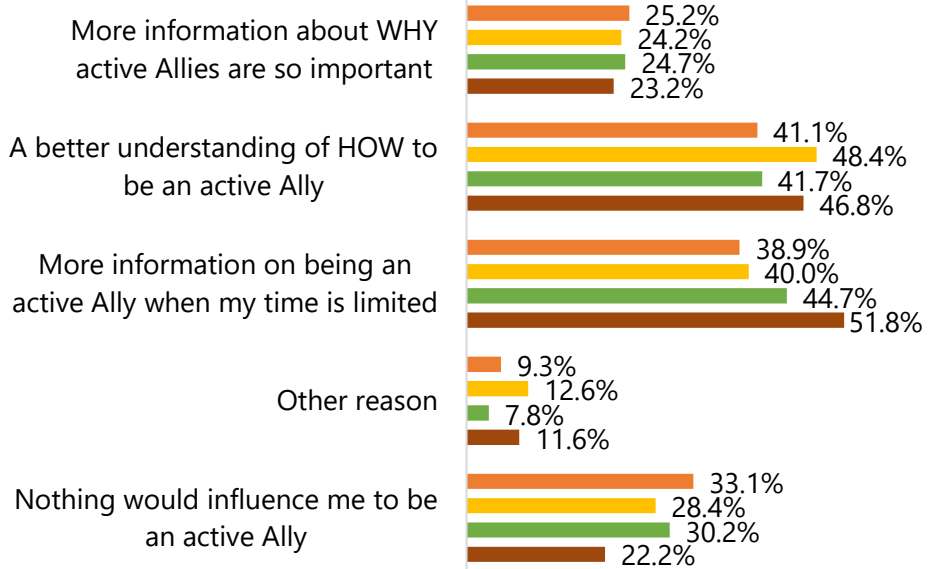 More information about WHY
active Allies are so important
25.2%
24.2%
24.7%
23.2%
A better understanding of HOW to
be an active Ally
41.1%
48.4%
41.7%
46.8%
More information on being an
active Ally when my time is limited
38.9%
40.0%
44.7%
51.8%
Other reason
9.3%
12.6%
7.8%
11.6%
Nothing would influence me to be
an active Ally
33.1%
28.4%
30.2%
22.2%